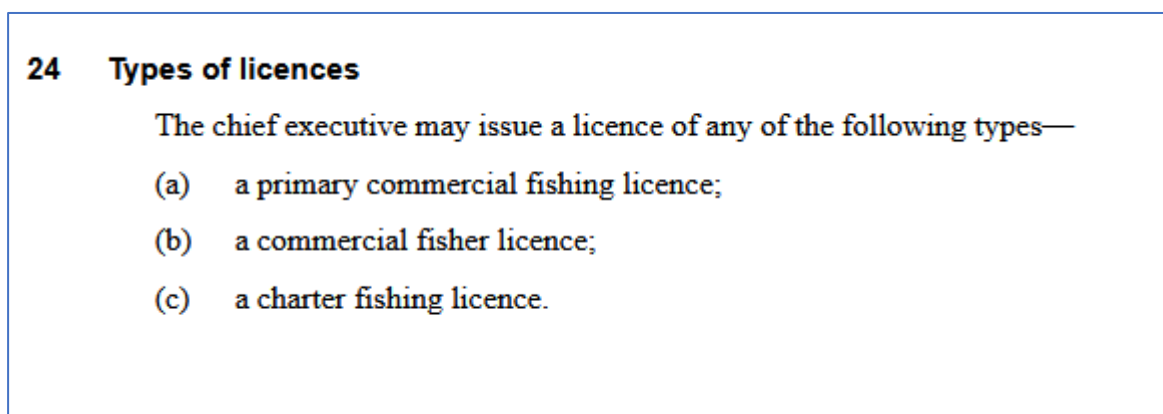 24 Types of licences
The chief executive may issue a licence of any of the following types—
(a) a primary commercial fishing licence;
(b) a commercial fisher licence;
(c) a charter fishing licence.